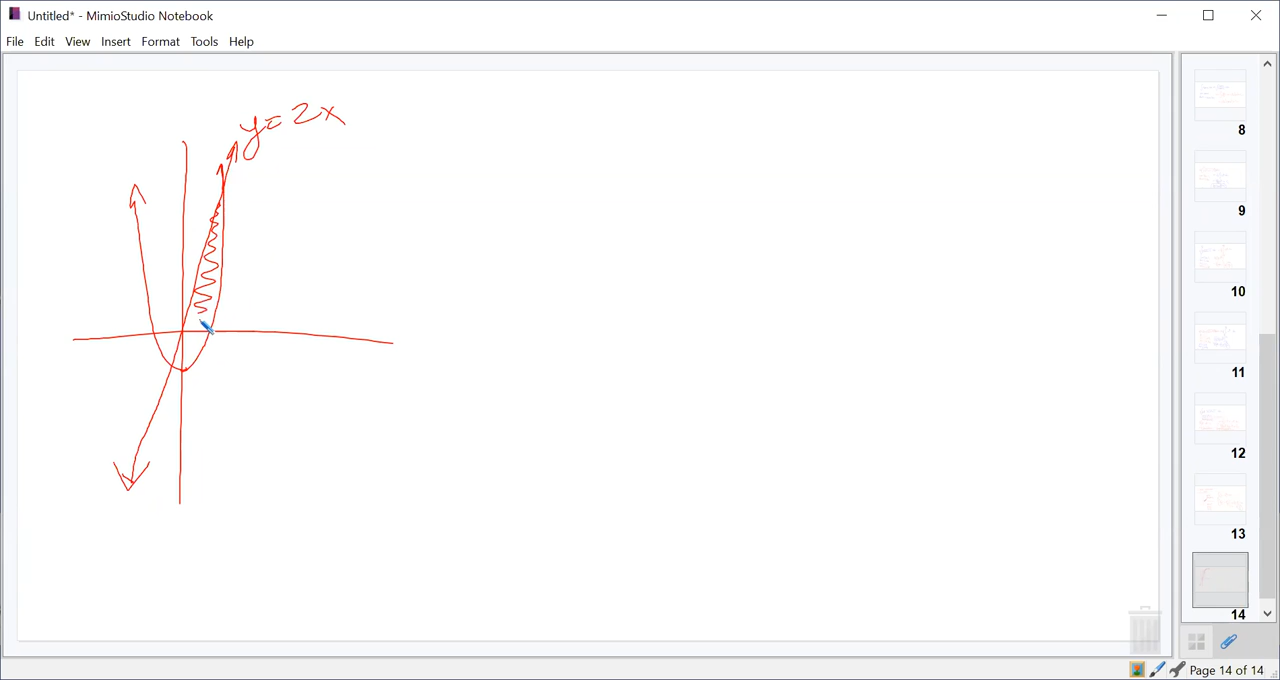 Untitled* - MimioStudio Notebook
File Edit View Insert Format Tools Help
y=2x
8
9
10
11
12
13
14
Page 14 of 14